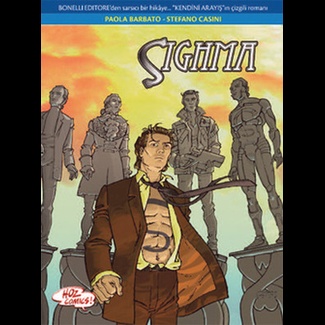 BONELLI EDITORE'den sarsıcı bir hikâye... "KENDİNİ ARAYIŞ"ın çizgili romanı
PAOLA BARBATO - STEFANO CASINI
SIGHMA
HOZ
COMICS!